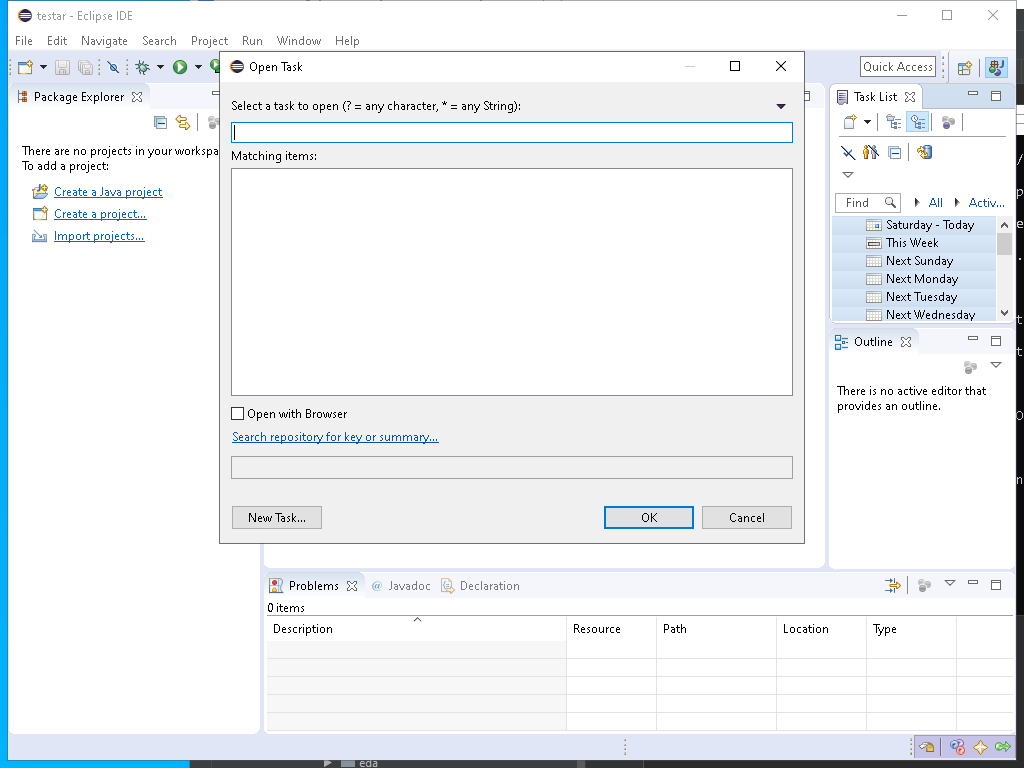 testar - Eclipse IDE
File Edit Navigate Search Project Run Window Help
Quick Access
Package Explorer
There are no projects in your workspa
To add a project:
Create a Java project
Create a project...
Import projects...
Open Task
Select a task to open (? = any character, * = any String):
Matching items:
Open with Browser
Search repository for key or summary...
New Task...
OK
Cancel
Task List
Find
All
Activ...
Saturday - Today
This Week
Next Sunday
Next Monday
Next Tuesday
Next Wednesday
Outline
There is no active editor that
provides an outline.
Problems
@ Javadoc
Declaration
0 items
Description Resource Path Location Type
eda